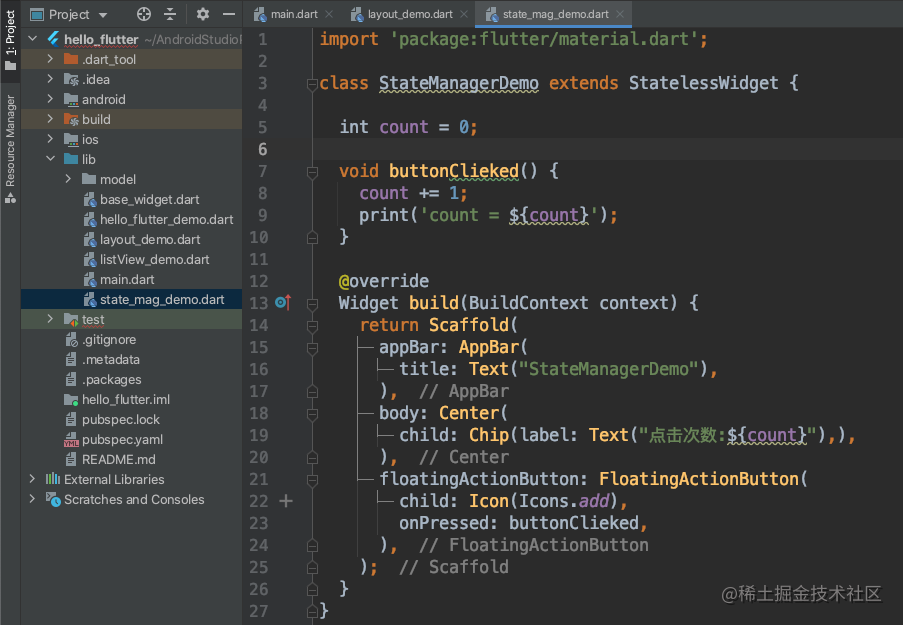 Project
main.dart
layout_demo.dart
state_mag_demo.dart
1: Project
Resource Manager
hello_flutter ~/AndroidStudioP
.dart_tool
.idea
android
build
ios
lib
model
base_widget.dart
hello_flutter_demo.dart
layout_demo.dart
listView_demo.dart
main.dart
state_mag_demo.dart
test
.gitignore
.metadata
.packages
hello_flutter.iml
pubspec.lock
pubspec.yaml
README.md
External Libraries
Scratches and Consoles
1 import 'package:flutter/material.dart';
2
3 class StateManagerDemo extends StatelessWidget {
4
5 int count = 0;
6
7 void buttonClieked() {
8 count += 1;
9 print('count = ${count}');
10 }
11
12 @override
13 Widget build(BuildContext context) {
14 return Scaffold(
15 appBar: AppBar(
16 title: Text("StateManagerDemo"),
17 ), // AppBar
18 body: Center(
19 child: Chip(label: Text("点击次数:${count}"),),
20 ), // Center
21 floatingActionButton: FloatingActionButton(
22 child: Icon(Icons.add),
23 onPressed: buttonClieked,
24 ), // FloatingActionButton
25 ); // Scaffold
26 }
27 }
@稀土掘金技术社区